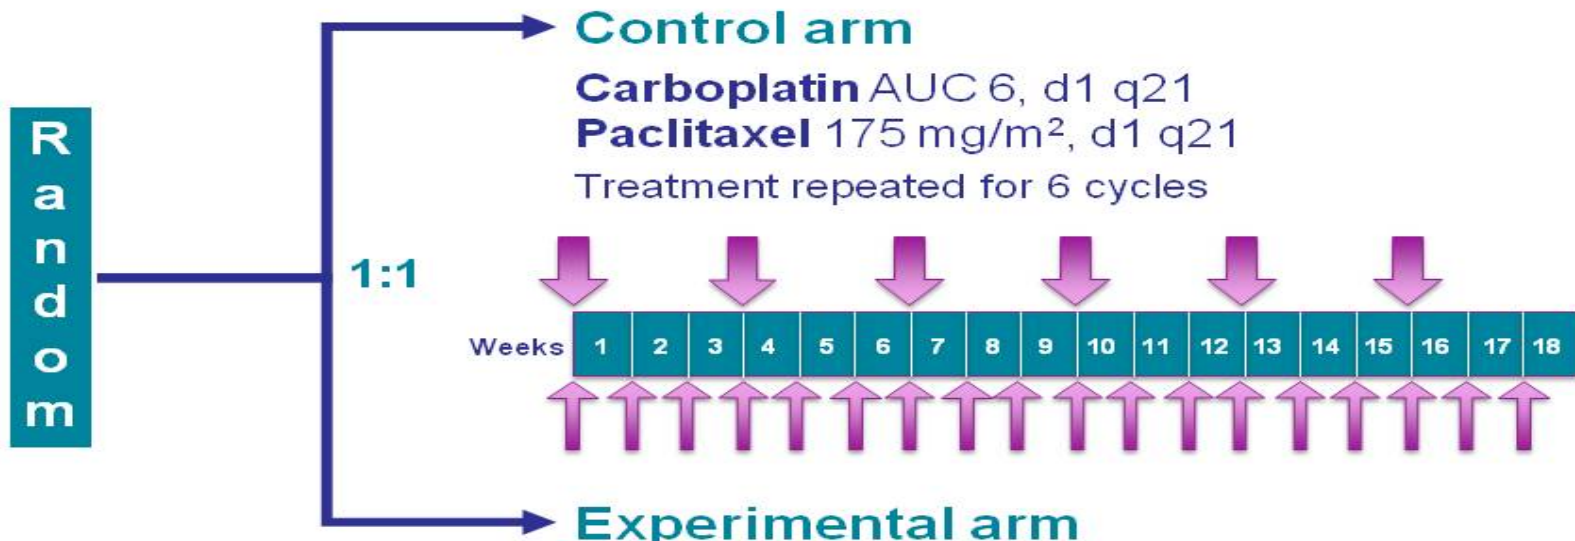 Random
Control arm
Carboplatin AUC 6, d1 q21
Paclitaxel 175 mg/m², d1 q21
Treatment repeated for 6 cycles
1:1
Weeks 1 2 3 4 5 6 7 8 9 10 11 12 13 14 15 16 17 18
Experimental arm